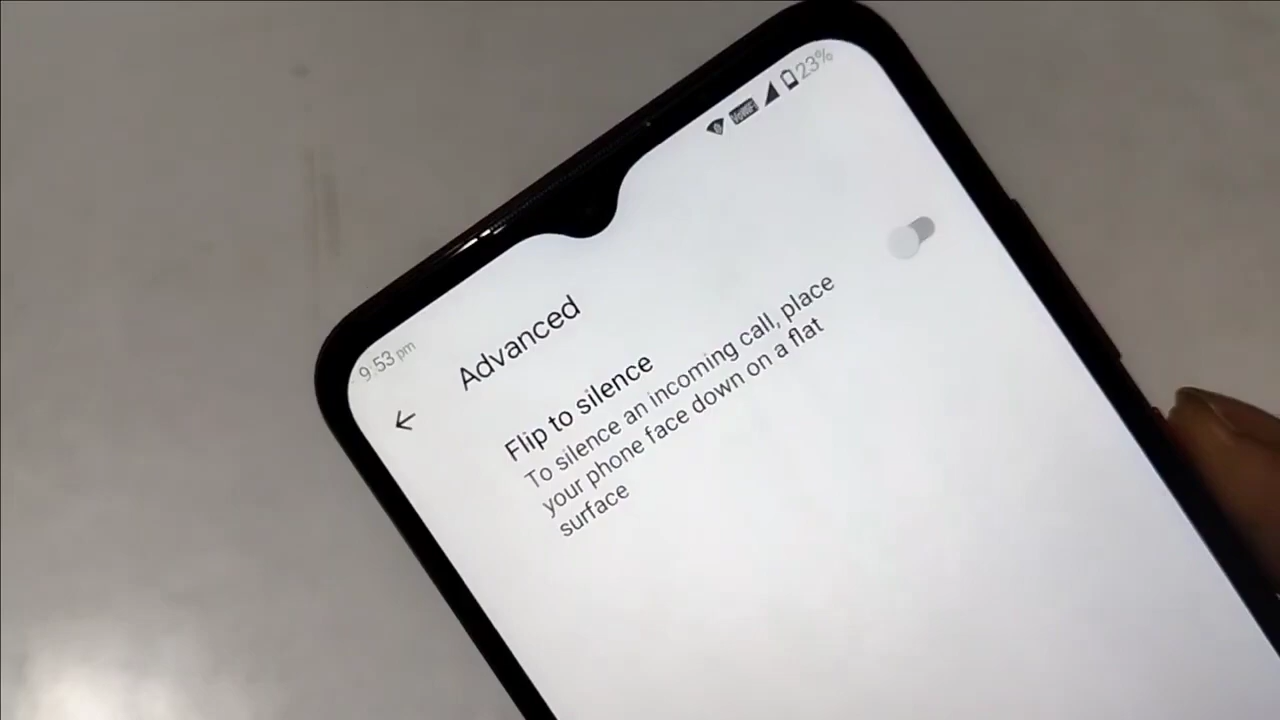 9:53 pm
VoWiFi
23%
Advanced
Flip to silence
To silence an incoming call, place
your phone face down on a flat
surface